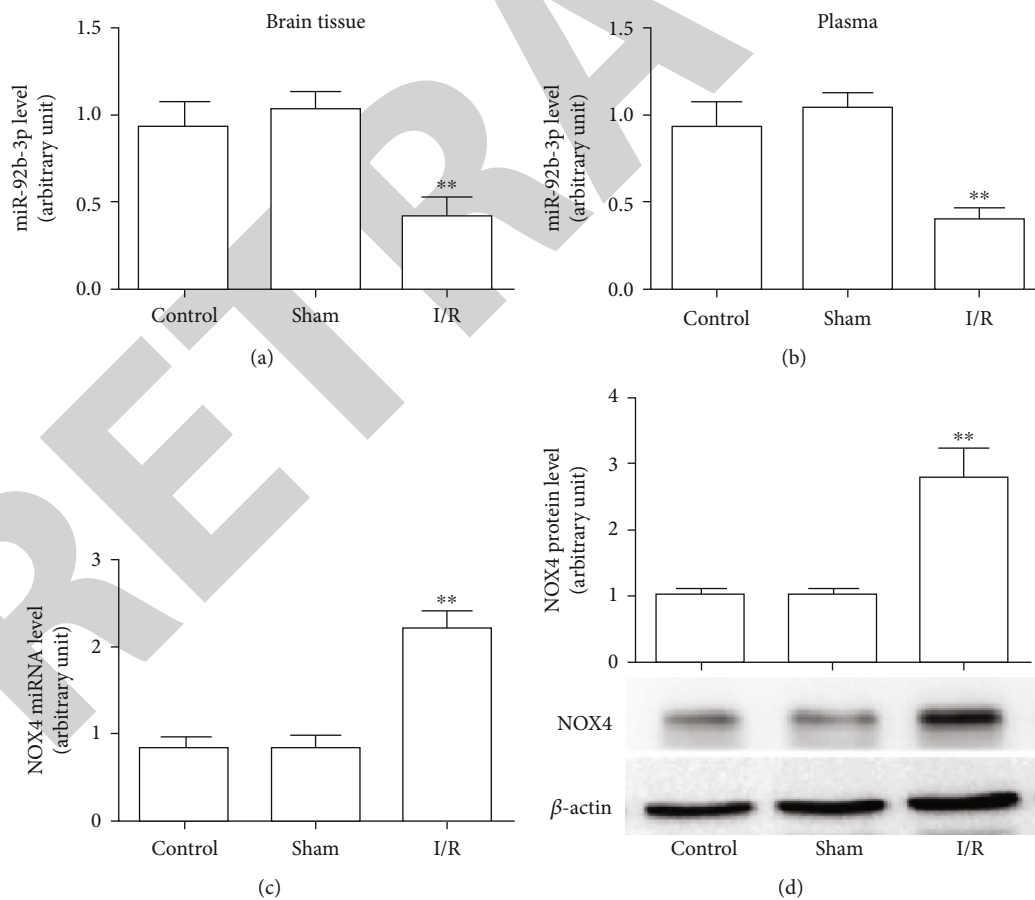 Brain tissue
miR-92b-3p level
(arbitrary unit)
1.5
1.0
0.5
0.0
**
Control Sham I/R
(a)
Plasma
miR-92b-3p level
(arbitrary unit)
1.5
1.0
0.5
0.0
**
Control Sham I/R
(b)
NOX4 miRNA level
(arbitrary unit)
3
2
1
0
**
Control Sham I/R
(c)
NOX4 protein level
(arbitrary unit)
4
3
2
1
0
**
NOX4
β-actin
Control Sham I/R
(d)
RETRA